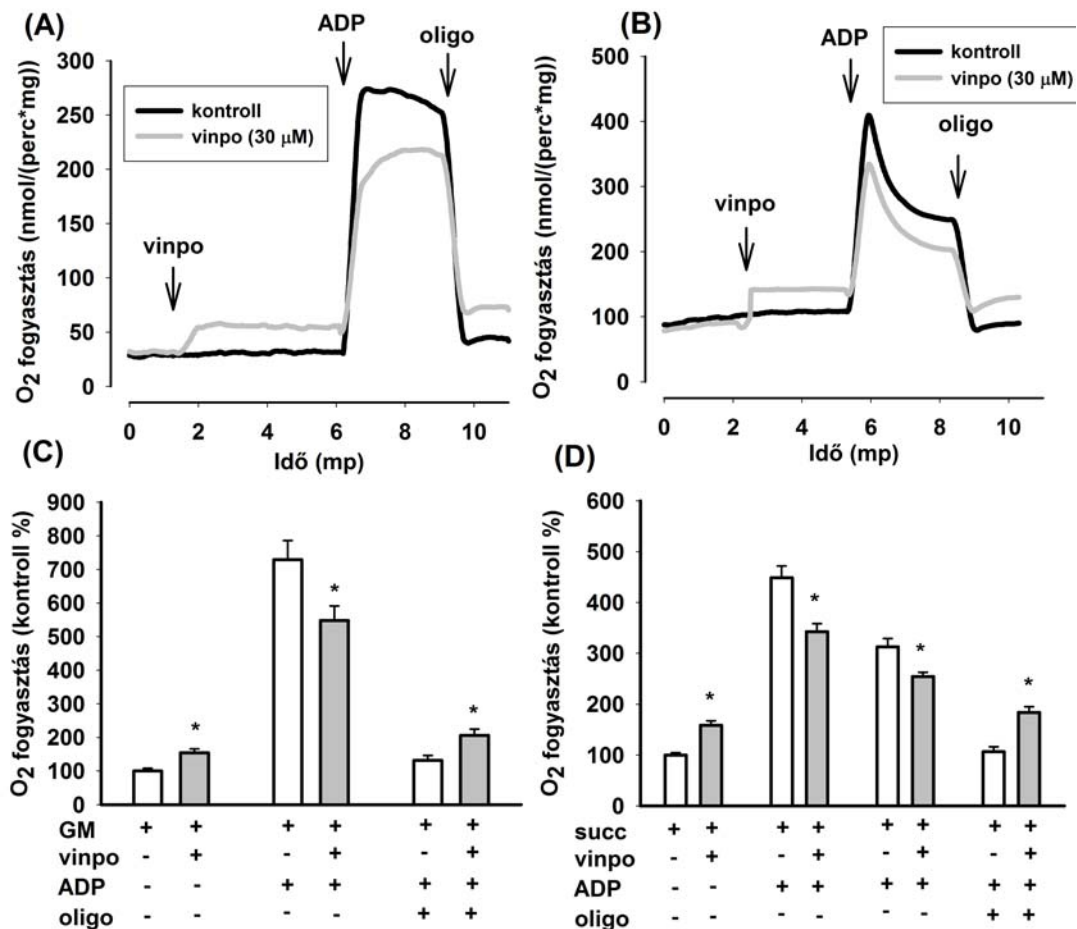 (A)
O2 fogyasztás (nmol/(perc*mg))
300
250
200
150
100
50
0
kontroll
vinpo (30 µM)
vinpo
ADP
oligo
0 2 4 6 8 10
Idő (mp)
(B)
O2 fogyasztás (nmol/(perc*mg))
500
400
300
200
100
0
kontroll
vinpo (30 µM)
vinpo
ADP
oligo
0 2 4 6 8 10
Idő (mp)
(C)
O2 fogyasztás (kontroll %)
900
800
700
600
500
400
300
200
100
0
* * *
GM + + + + + +
vinpo - + - + - +
ADP - - + + + +
oligo - - - - + +
(D)
O2 fogyasztás (kontroll %)
600
500
400
300
200
100
0
* * * *
succ + + + + + + + +
vinpo - + - + - + - +
ADP - - + + + + + +
oligo - - - - - - + +